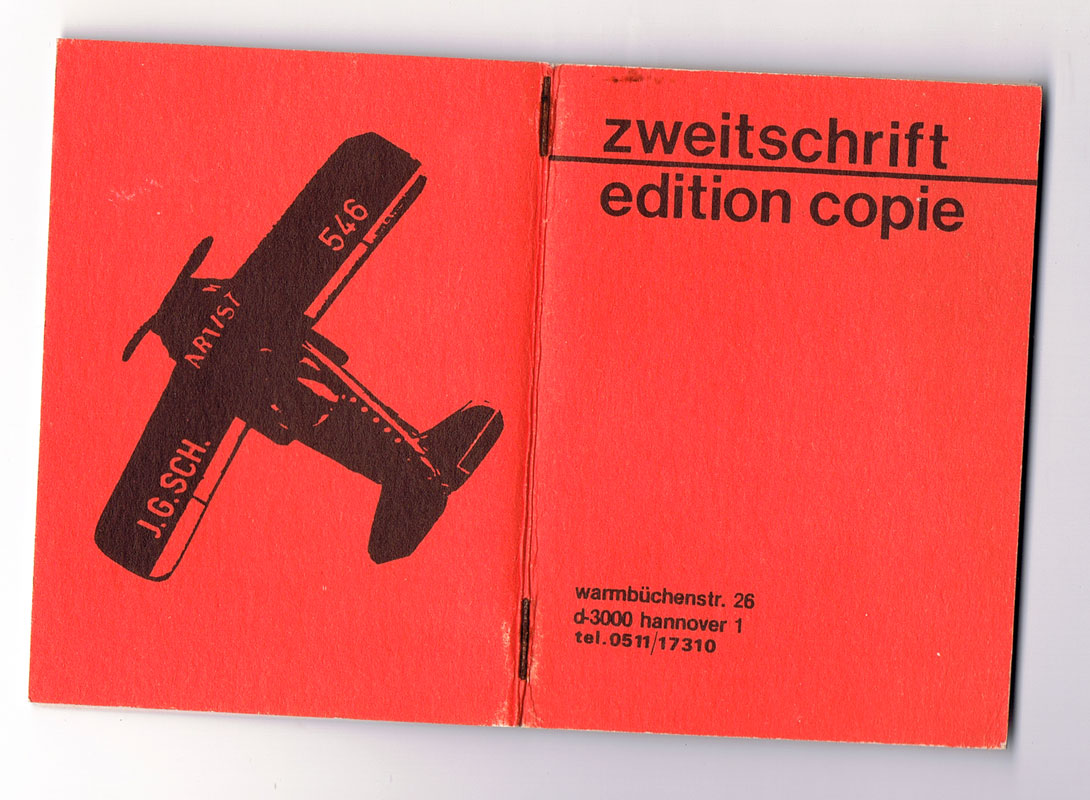 546
ARTIST
J.G.SCH.
zweitschrift
edition copie
warmbüchenstr. 26
d-3000 hannover 1
tel.0511/17310